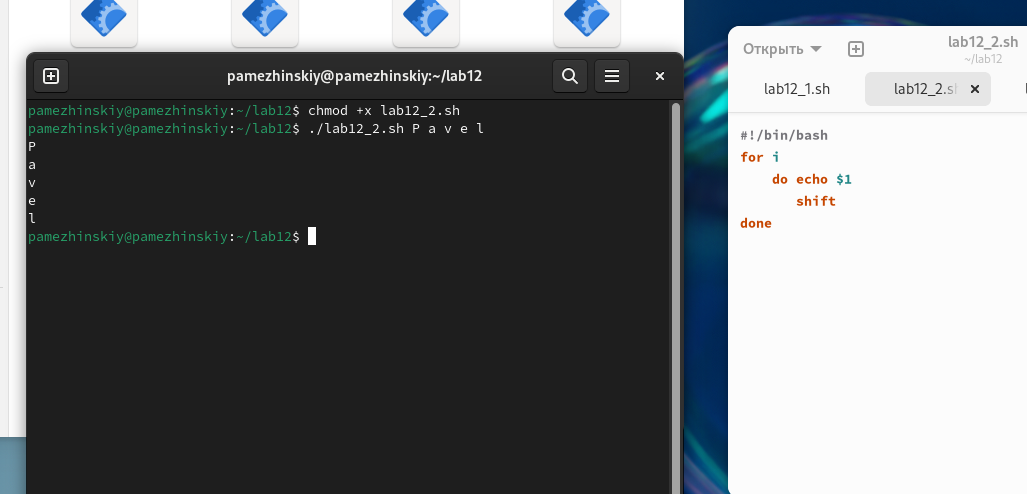 pamezhinskiy@pamezhinskiy:~/lab12
pamezhinskiy@pamezhinskiy:~/lab12$ chmod +x lab12_2.sh
pamezhinskiy@pamezhinskiy:~/lab12$ ./lab12_2.sh P a v e l
P
a
v
e
l
pamezhinskiy@pamezhinskiy:~/lab12$
Открыть
lab12_2.sh
~/lab12
lab12_1.sh
lab12_2.sh
#!/bin/bash
for i
do echo $1
shift
done